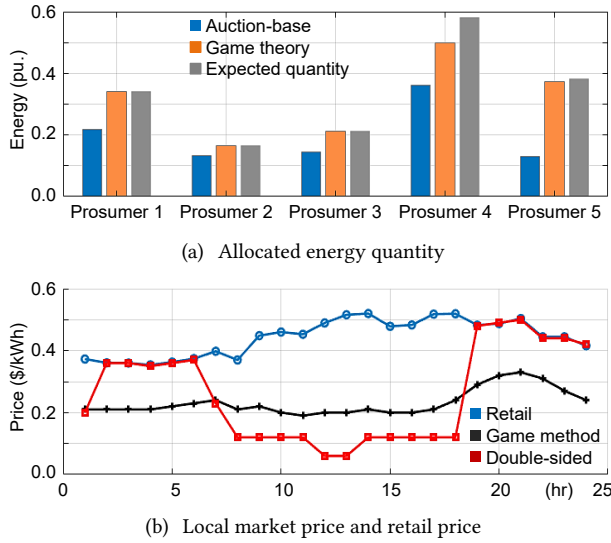 0.6
0.4
0.2
0.0
Energy (pu.)
Auction-base
Game theory
Expected quantity
Prosumer 1 Prosumer 2 Prosumer 3 Prosumer 4 Prosumer 5
(a) Allocated energy quantity
0.6
0.4
0.2
0.0
Price ($/kWh)
Retail
Game method
Double-sided
0 5 10 15 20 (hr) 25
(b) Local market price and retail price